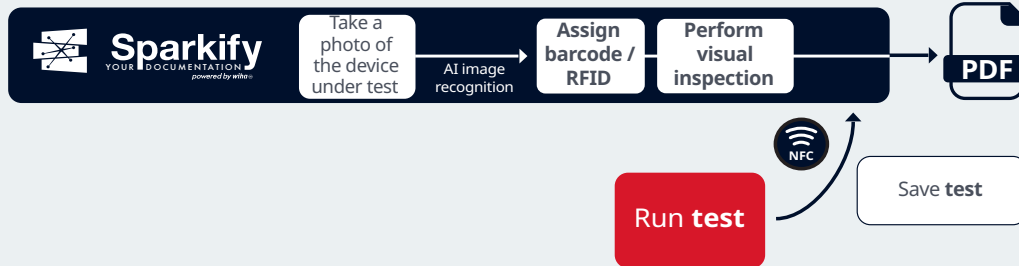 Sparkify
YOUR DOCUMENTATION
powered by wiha
Take a
photo of
the device
under test
AI image
recognition
Assign
barcode /
RFID
Perform
visual
inspection
PDF
NFC
Run test
Save test